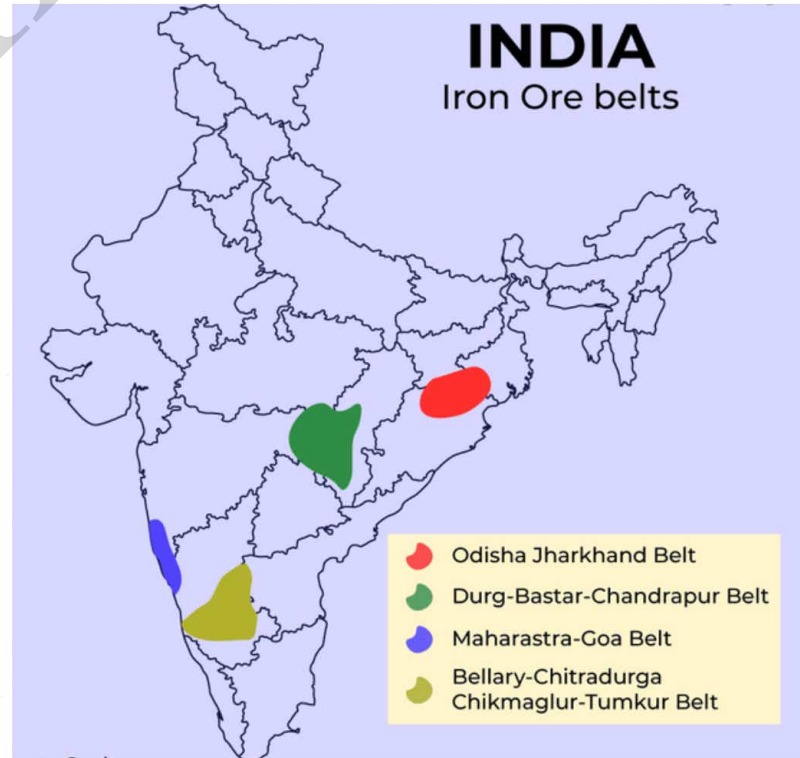 INDIA
Iron Ore belts
Odisha Jharkhand Belt
Durg-Bastar-Chandrapur Belt
Maharastra-Goa Belt
Bellary-Chitradurga
Chikmaglur-Tumkur Belt